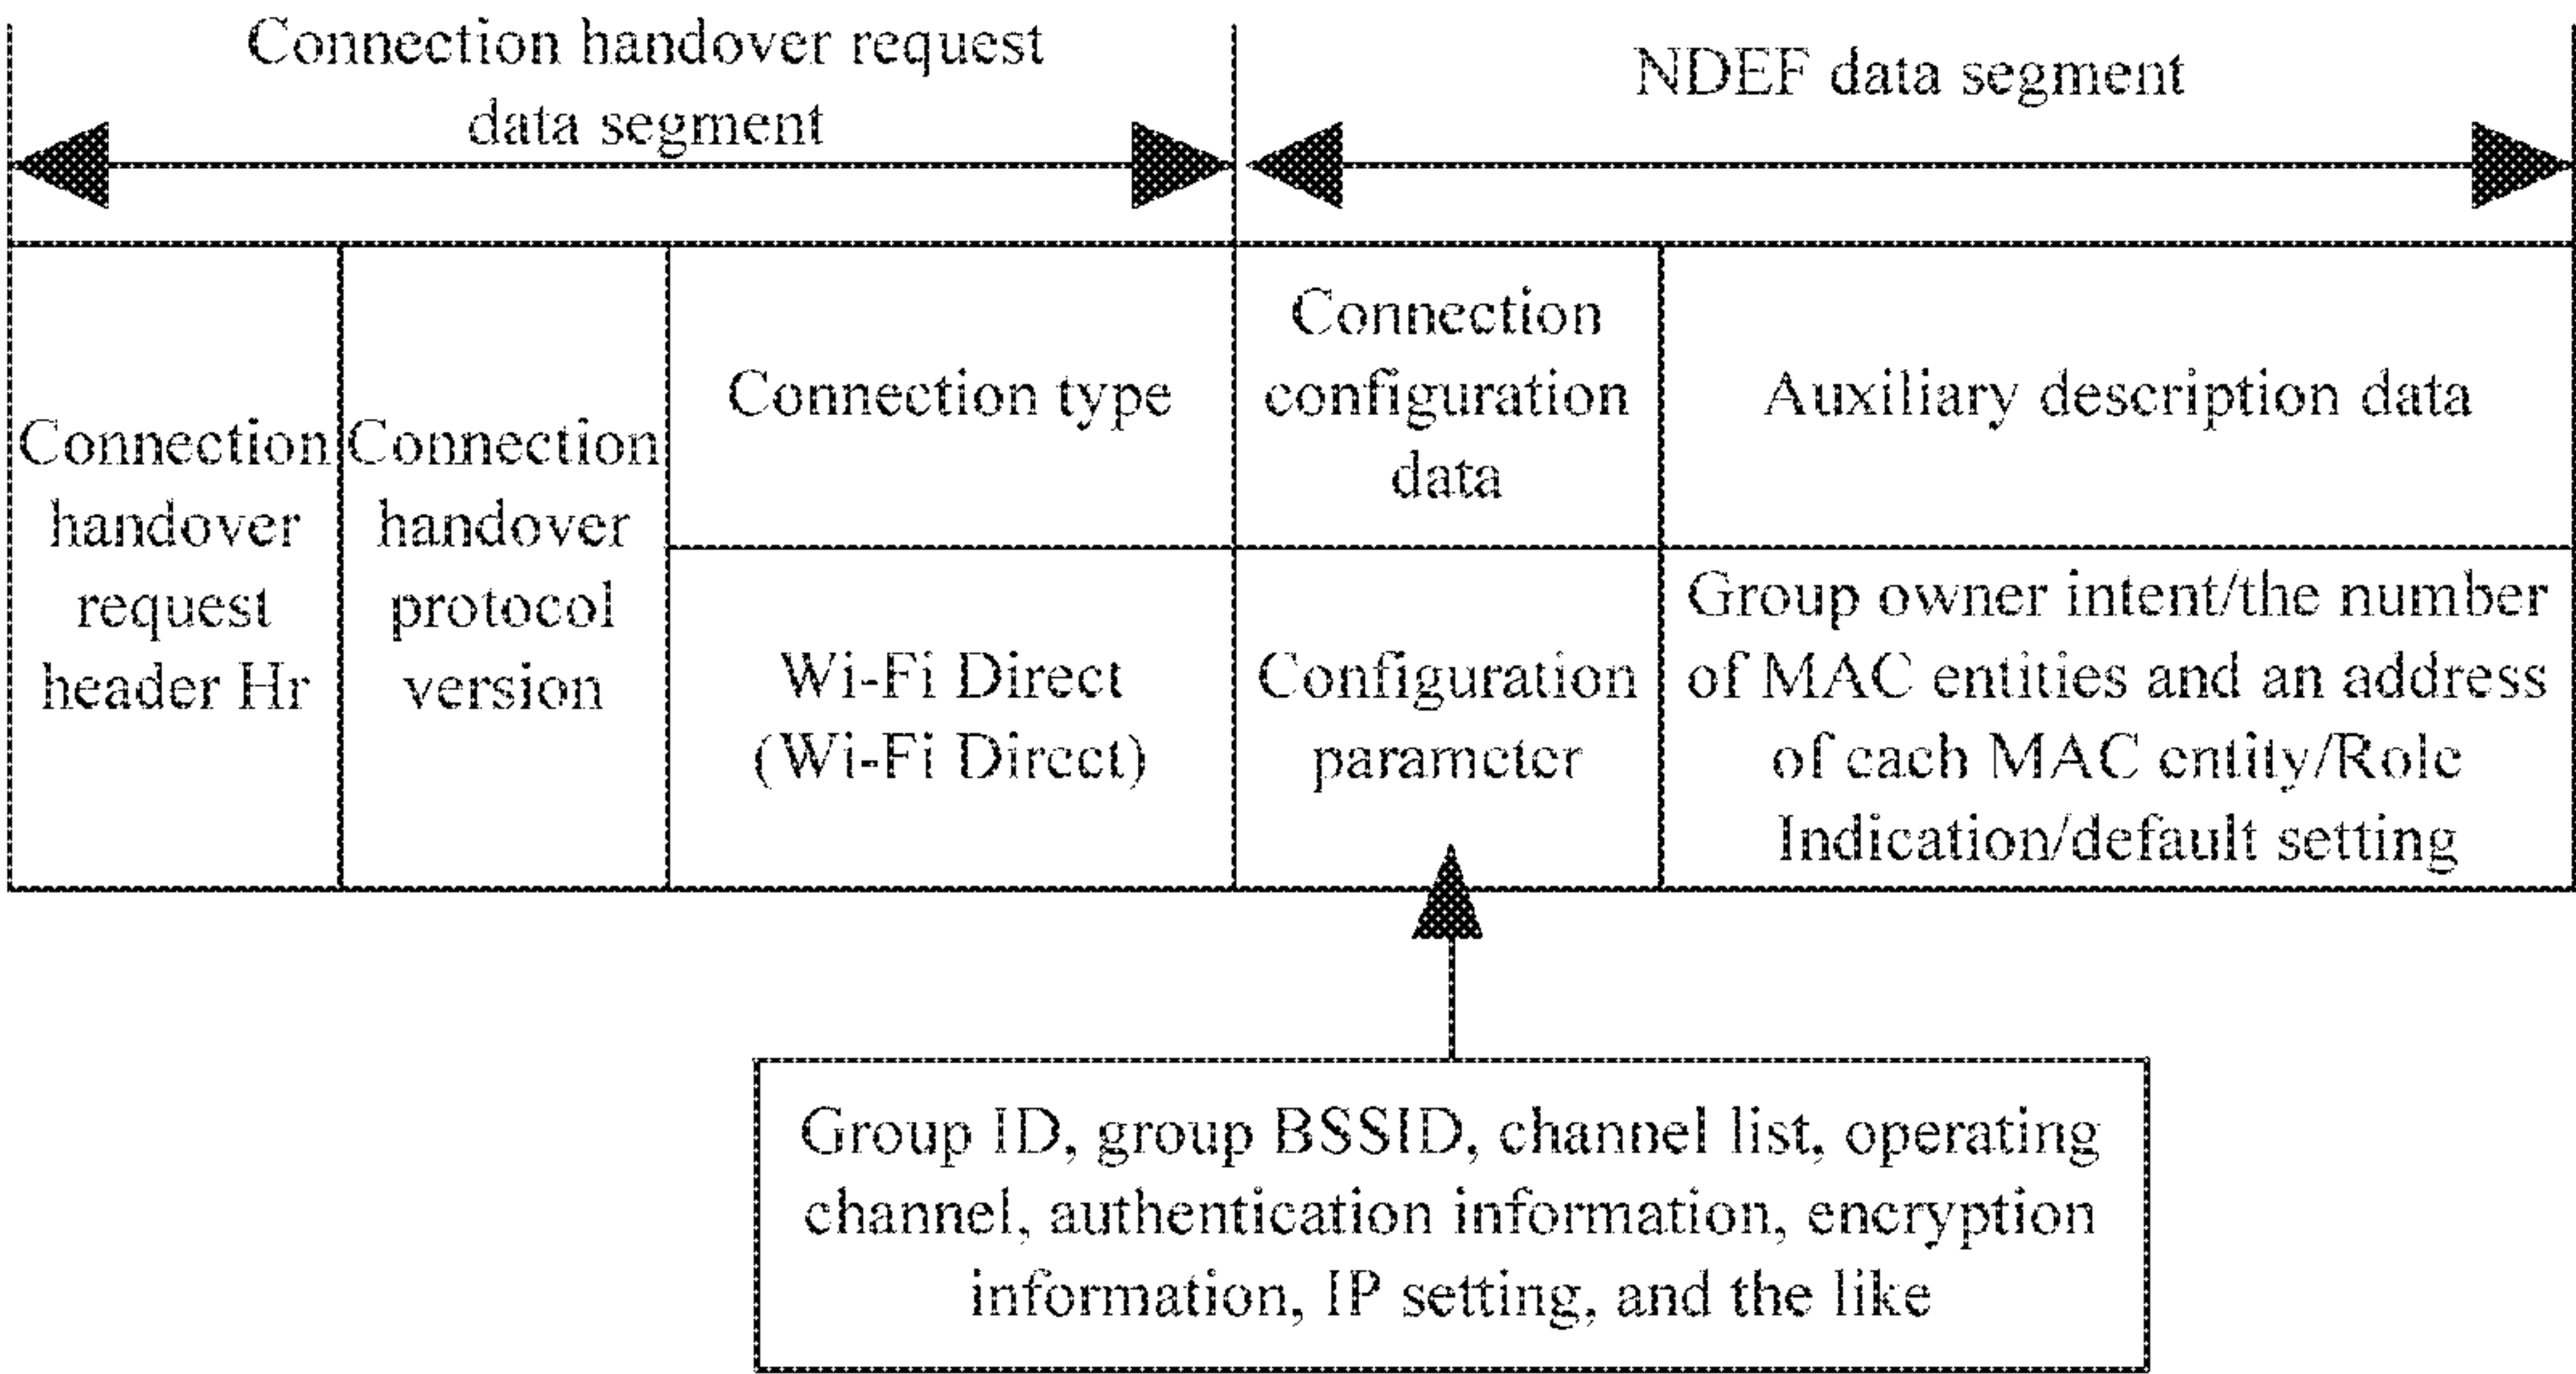 Connection handover request
data segment
NDEF data segment
Connection
handover
request
header Hr
Connection
handover
protocol
version
Connection type
Connection
configuration
data
Auxiliary description data
Wi-Fi Direct
(Wi-Fi Direct)
Configuration
parameter
Group owner intent/the number
of MAC entities and an address
of each MAC entity/Role
Indication/default setting
Group ID, group BSSID, channel list, operating
channel, authentication information, encryption
information, IP setting, and the like